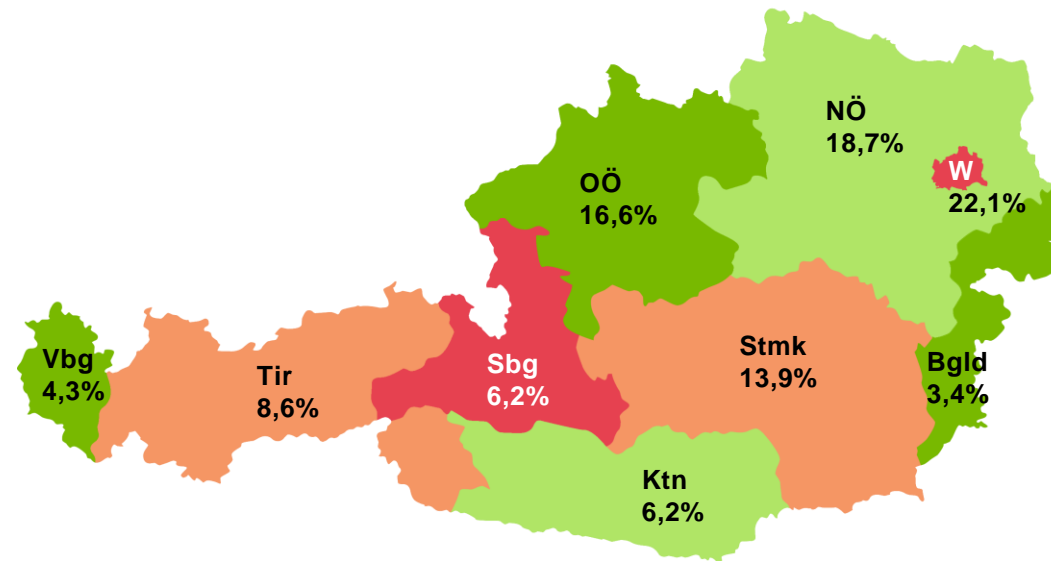 NÖ
18,7%
W
22,1%
OÖ
16,6%
Vbg
4,3%
Tir
8,6%
Sbg
6,2%
Stmk
13,9%
Bgld
3,4%
Ktn
6,2%